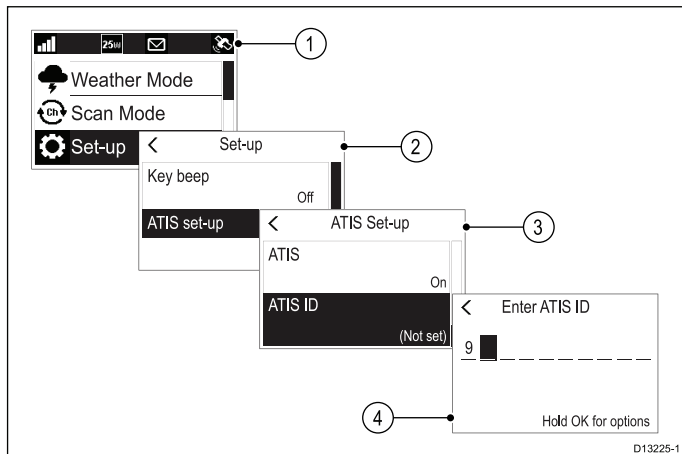 25W
1
Weather Mode
Ch
Scan Mode
Set-up
< Set-up
2
Key beep
Off
ATIS set-up
< ATIS Set-up
3
ATIS
On
ATIS ID
(Not set)
< Enter ATIS ID
9
4
Hold OK for options
D13225-1